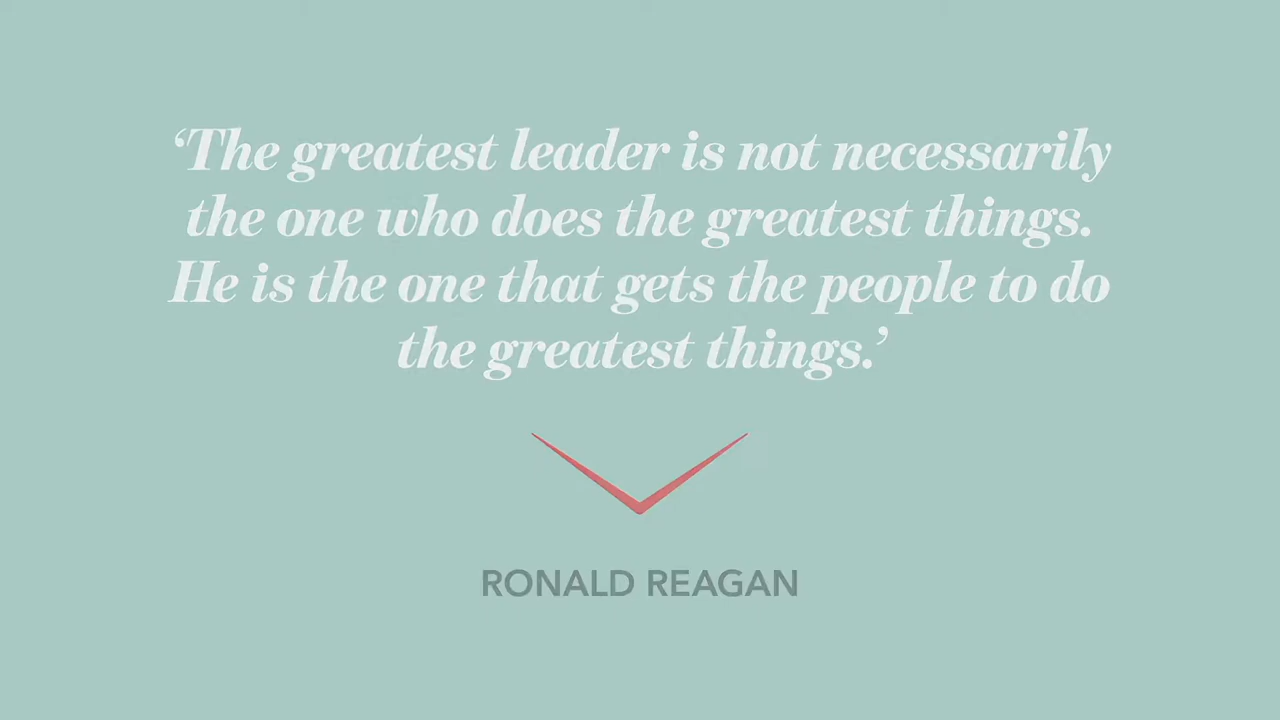 ‘The greatest leader is not necessarily
the one who does the greatest things.
He is the one that gets the people to do
the greatest things.’
RONALD REAGAN